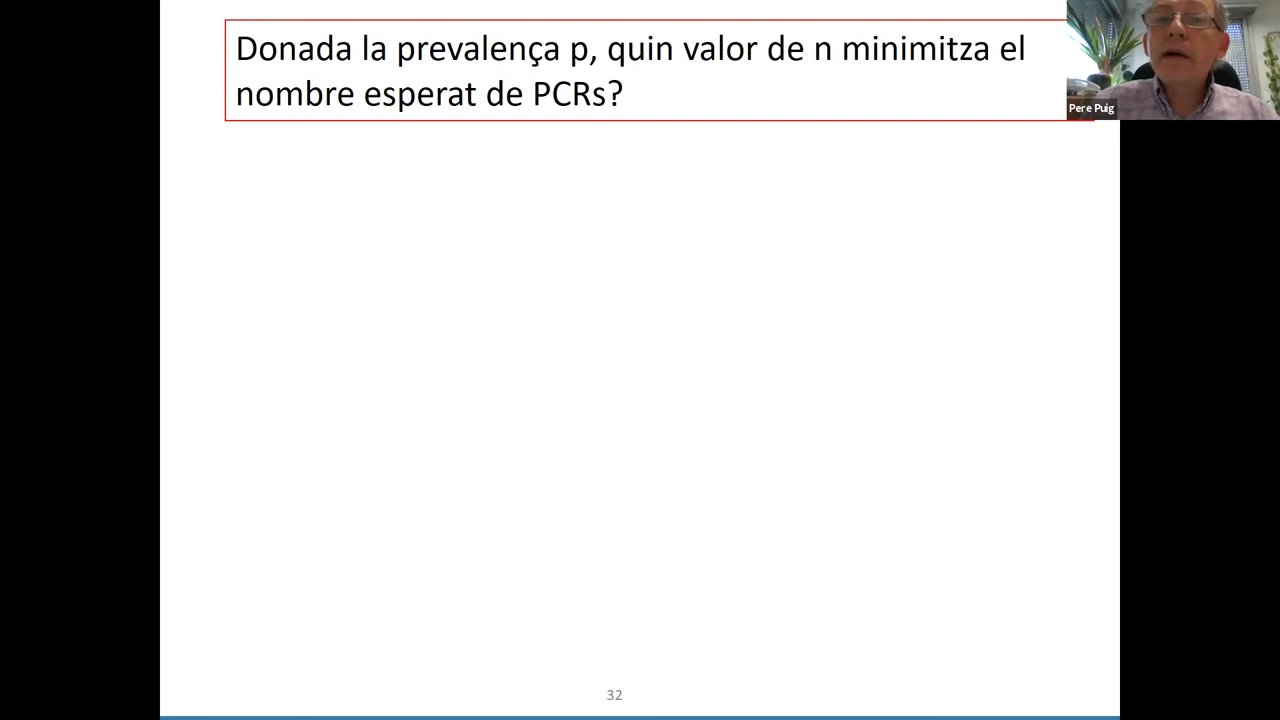 Donada la prevalença p, quin valor de n minimitza el
nombre esperat de PCRs?
Pere Puig
32